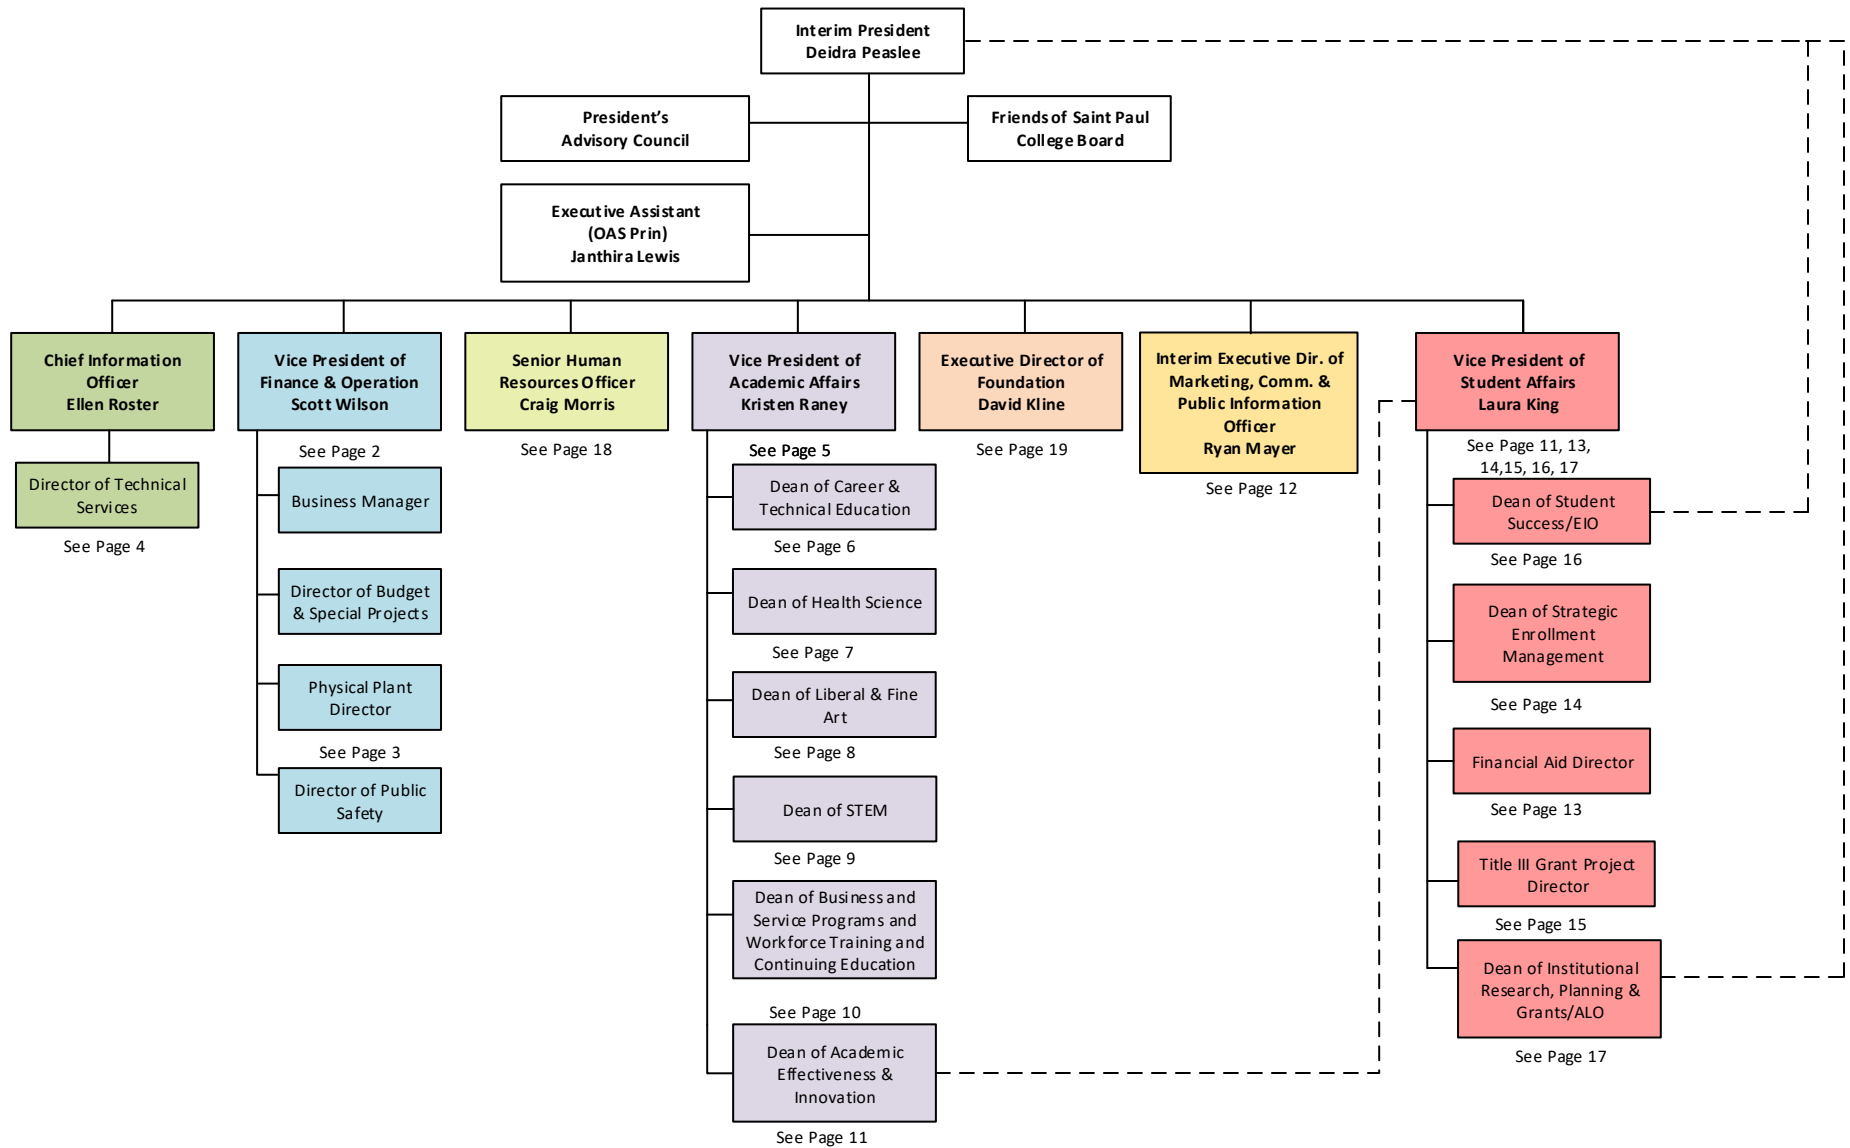 Interim President
Deidra Peaslee
President’s
Advisory Council
Friends of Saint Paul
College Board
Executive Assistant
(OAS Prin)
Janthira Lewis
Chief Information
Officer
Ellen Roster
Director of Technical
Services
See Page 4
Vice President of
Finance & Operation
Scott Wilson
See Page 2
Business Manager
Director of Budget
& Special Projects
Physical Plant
Director
See Page 3
Director of Public
Safety
Senior Human
Resources Officer
Craig Morris
See Page 18
Vice President of
Academic Affairs
Kristen Raney
See Page 5
Dean of Career &
Technical Education
See Page 6
Dean of Health Science
See Page 7
Dean of Liberal & Fine
Art
See Page 8
Dean of STEM
See Page 9
Dean of Business and
Service Programs and
Workforce Training and
Continuing Education
See Page 10
Dean of Academic
Effectiveness &
Innovation
See Page 11
Executive Director of
Foundation
David Kline
See Page 19
Interim Executive Dir. of
Marketing, Comm. &
Public Information
Officer
Ryan Mayer
See Page 12
Vice President of
Student Affairs
Laura King
See Page 11, 13,
14,15, 16, 17
Dean of Student
Success/EIO
See Page 16
Dean of Strategic
Enrollment
Management
See Page 14
Financial Aid Director
See Page 13
Title III Grant Project
Director
See Page 15
Dean of Institutional
Research, Planning &
Grants/ALO
See Page 17